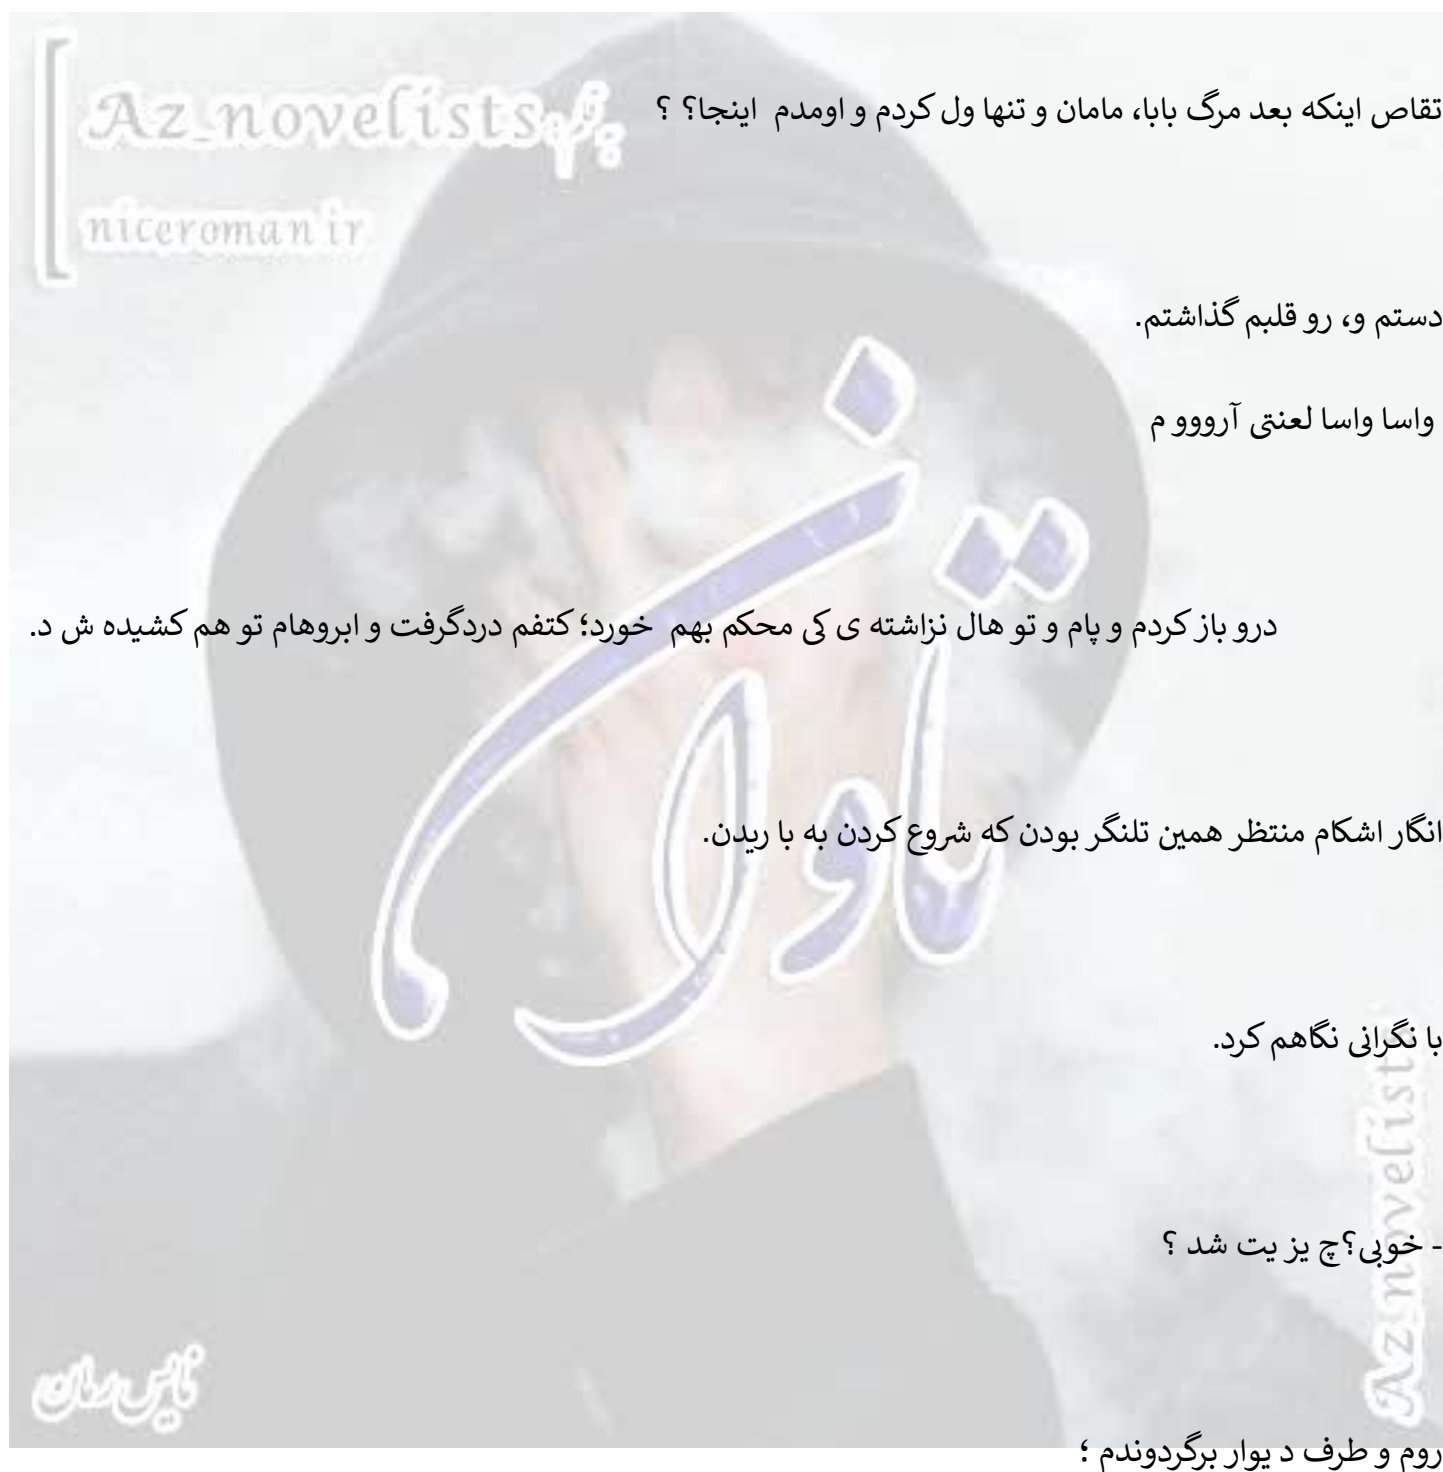 Az_novelists
niceroman ir
تقاص اینکه بعد مرگ بابا، مامان و تنها ول کردم و اومدم اینجا؟ ؟
دستم و، رو قلبم گذاشتم.
واسا واسا لعنتی آرووو م
درو باز کردم و پام و تو هال نزاشته ی کی محکم بهم خورد؛ کتفم دردگرفت و ابروهام تو هم کشیده ش د.
تاوان
انگار اشکام منتظر همین تلنگر بودن که شروع کردن به با ریدن.
با نگرانی نگاهم کرد.
- خوبی؟چ یز یت شد ؟
Az_novelists
نایس رمان
روم و طرف د یوار برگردوندم ؛